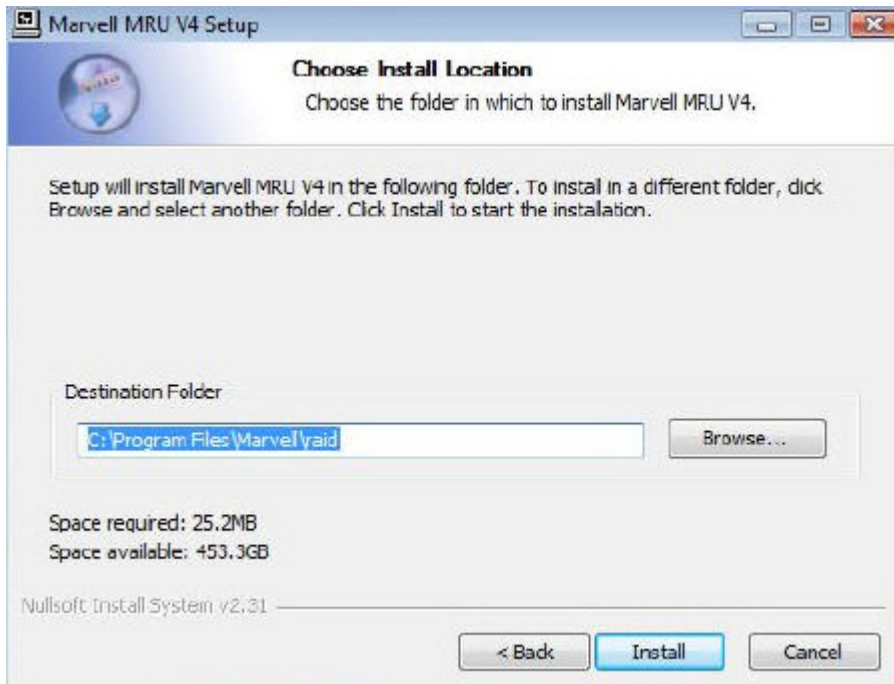 Marvell MRU V4 Setup
Choose Install Location
Choose the folder in which to install Marvell MRU V4.
Setup will install Marvell MRU V4 in the following folder. To install in a different folder, click
Browse and select another folder. Click Install to start the installation.
Destination Folder
C:\Program Files\Marvell\raid
Browse...
Space required: 25.2MB
Space available: 453.3GB
Nullsoft Install System v2.31
< Back
Install
Cancel